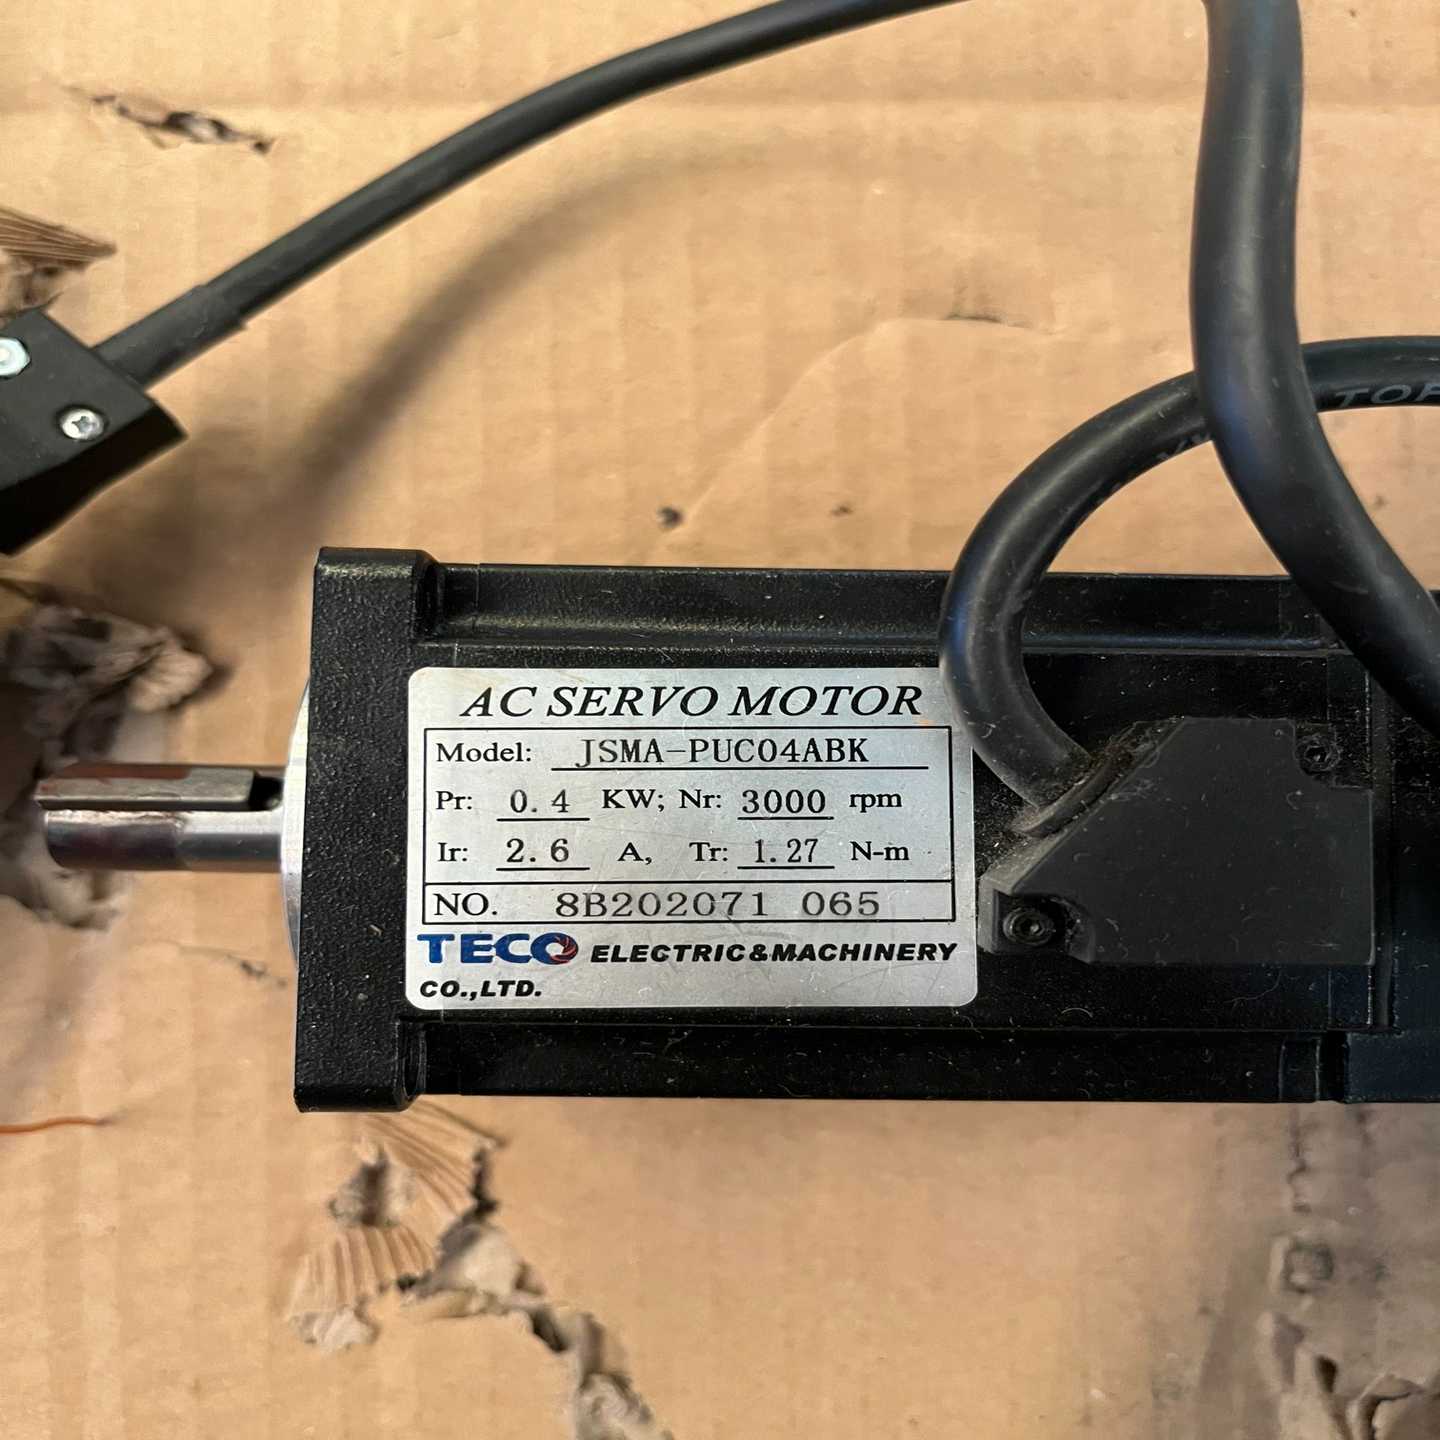 AC SERVO MOTOR
Model: JSMA-PUC04ABK
Pr: 0.4 KW; Nr: 3000 rpm
Ir: 2.6 A, Tr: 1.27 N-m
NO. 8B202071 065
TECO ELECTRIC&MACHINERY
CO.,LTD.